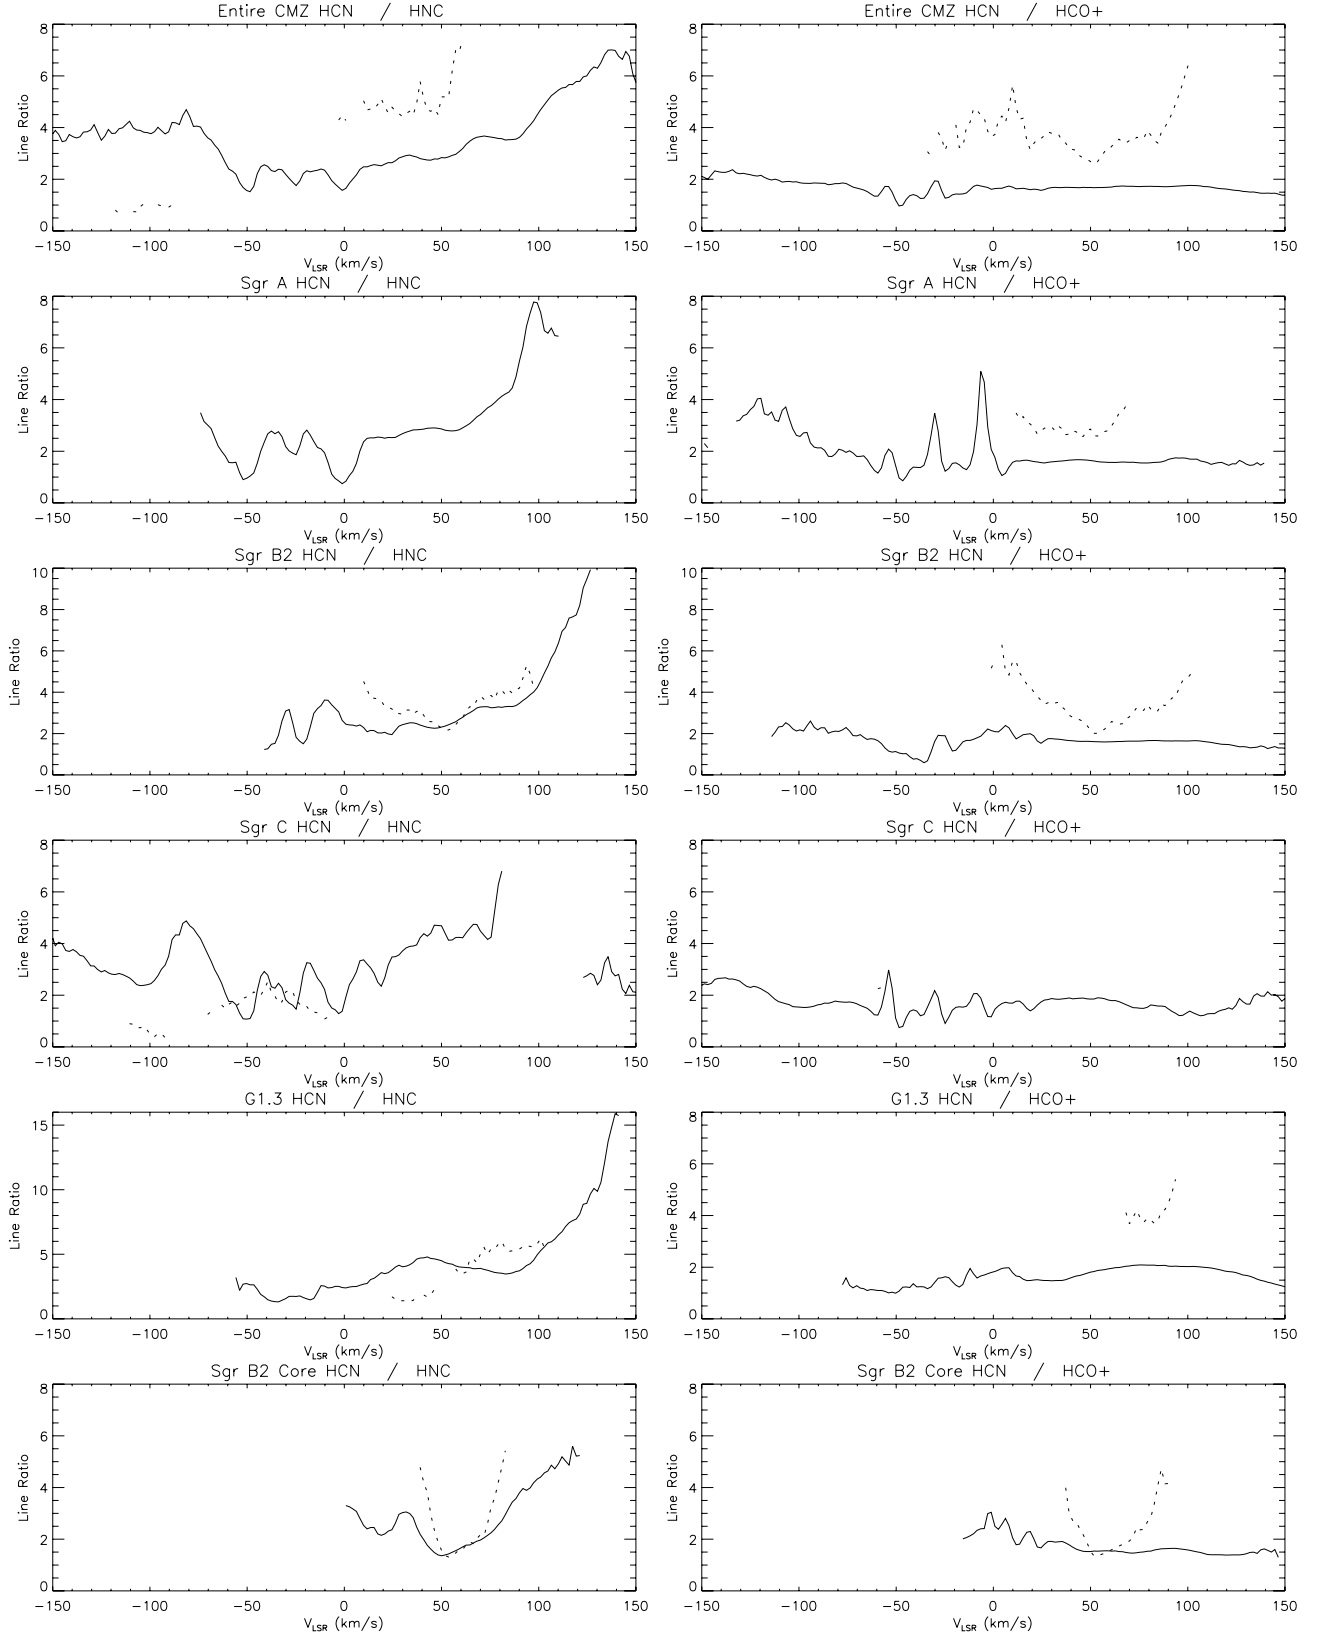 Entire CMZ HCN / HNC
8
6
4
2
0
Line Ratio
−150 −100 −50 0 50 100 150
VLSR (km/s)
Entire CMZ HCN / HCO+
8
6
4
2
0
Line Ratio
−150 −100 −50 0 50 100 150
VLSR (km/s)
Sgr A HCN / HNC
8
6
4
2
0
Line Ratio
−150 −100 −50 0 50 100 150
VLSR (km/s)
Sgr A HCN / HCO+
8
6
4
2
0
Line Ratio
−150 −100 −50 0 50 100 150
VLSR (km/s)
Sgr B2 HCN / HNC
10
8
6
4
2
0
Line Ratio
−150 −100 −50 0 50 100 150
VLSR (km/s)
Sgr B2 HCN / HCO+
10
8
6
4
2
0
Line Ratio
−150 −100 −50 0 50 100 150
VLSR (km/s)
Sgr C HCN / HNC
8
6
4
2
0
Line Ratio
−150 −100 −50 0 50 100 150
VLSR (km/s)
Sgr C HCN / HCO+
8
6
4
2
0
Line Ratio
−150 −100 −50 0 50 100 150
VLSR (km/s)
G1.3 HCN / HNC
15
10
5
0
Line Ratio
−150 −100 −50 0 50 100 150
VLSR (km/s)
G1.3 HCN / HCO+
8
6
4
2
0
Line Ratio
−150 −100 −50 0 50 100 150
VLSR (km/s)
Sgr B2 Core HCN / HNC
8
6
4
2
0
Line Ratio
−150 −100 −50 0 50 100 150
VLSR (km/s)
Sgr B2 Core HCN / HCO+
8
6
4
2
0
Line Ratio
−150 −100 −50 0 50 100 150
VLSR (km/s)